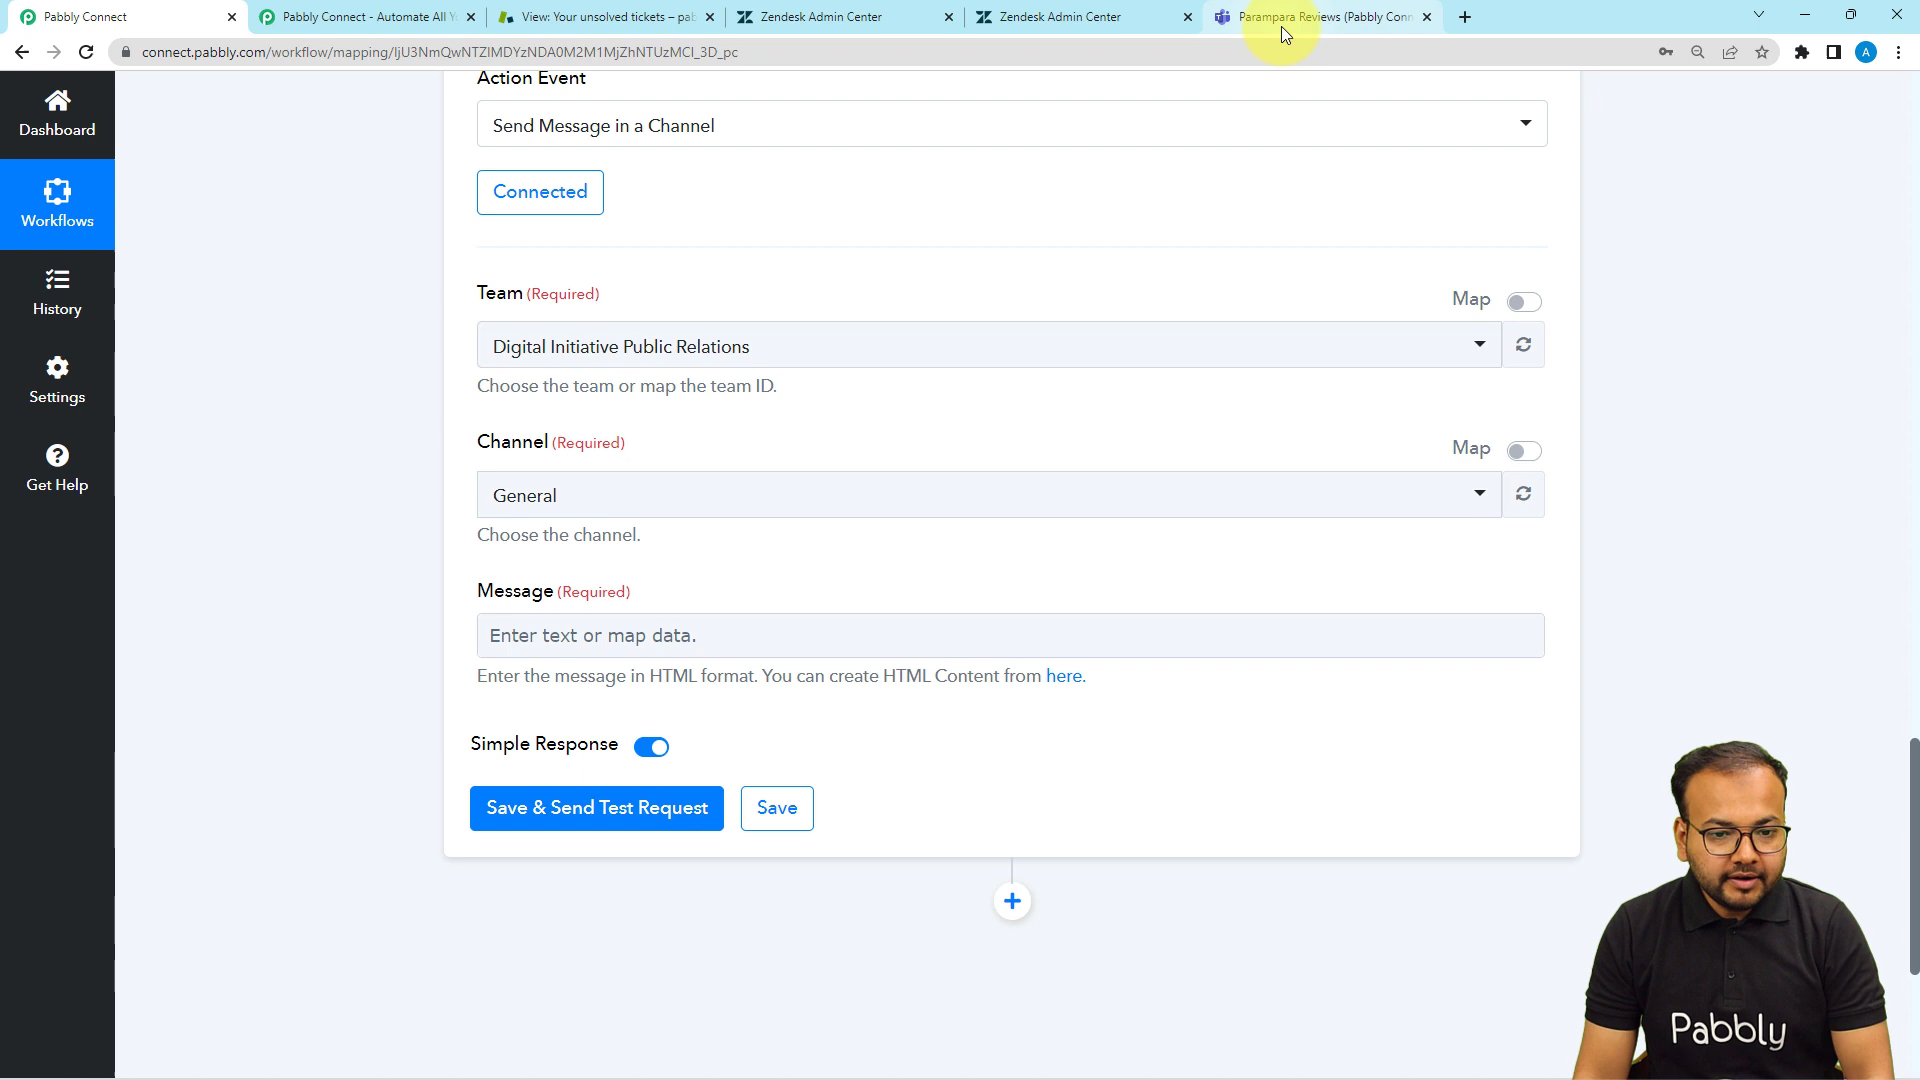 Pabbly Connect
Pabbly Connect - Automate All Yo
View: Your unsolved tickets – pab
Zendesk Admin Center
Zendesk Admin Center
Parampara Reviews (Pabbly Conn
connect.pabbly.com/workflow/mapping/IjU3NmQwNTZlMDYzNDA0M2M1MjZhNTUzMCI_3D_pc
A
Dashboard
Workflows
History
Settings
Get Help
Action Event
Send Message in a Channel
Connected
Team (Required)
Map
Digital Initiative Public Relations
Choose the team or map the team ID.
Channel (Required)
Map
General
Choose the channel.
Message (Required)
Enter text or map data.
Enter the message in HTML format. You can create HTML Content from here.
Simple Response
Save & Send Test Request
Save
Pabbly